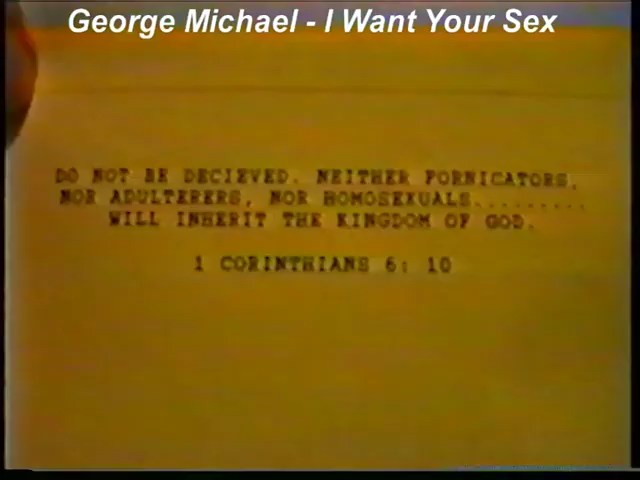 George Michael - I Want Your Sex
DO NOT BE DECIEVED. NEITHER FORNICATORS,
NOR ADULTERERS, NOR HOMOSEXUALS.........
WILL INHERIT THE KINGDOM OF GOD.
1 CORINTHIANS 6: 10